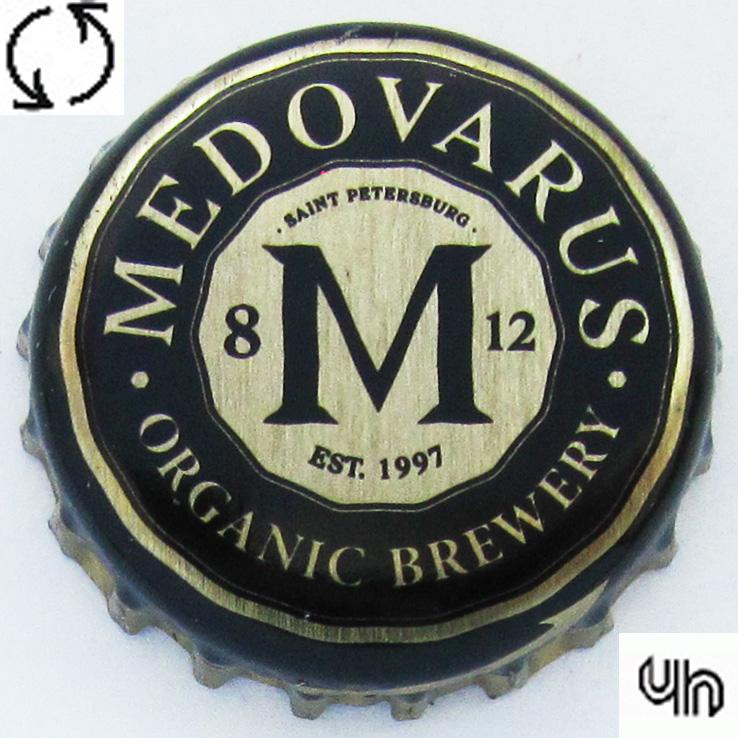 MEDOVARUS
· SAINT PETERSBURG ·
8 M 12
EST. 1997
· ORGANIC BREWERY ·